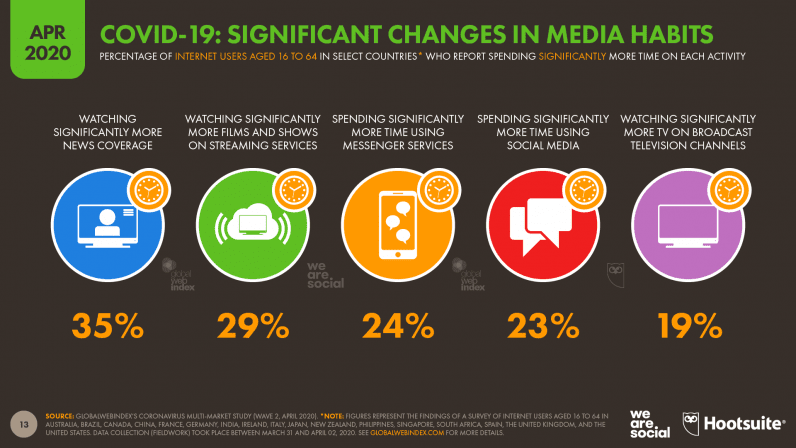 APR
2020
COVID-19: SIGNIFICANT CHANGES IN MEDIA HABITS
PERCENTAGE OF INTERNET USERS AGED 16 TO 64 IN SELECT COUNTRIES* WHO REPORT SPENDING SIGNIFICANTLY MORE TIME ON EACH ACTIVITY
WATCHING
SIGNIFICANTLY MORE
NEWS COVERAGE
WATCHING SIGNIFICANTLY
MORE FILMS AND SHOWS
ON STREAMING SERVICES
SPENDING SIGNIFICANTLY
MORE TIME USING
MESSENGER SERVICES
SPENDING SIGNIFICANTLY
MORE TIME USING
SOCIAL MEDIA
WATCHING SIGNIFICANTLY
MORE TV ON BROADCAST
TELEVISION CHANNELS
global
web
index
we
are
social
global
web
index
35%
29%
24%
23%
19%
13
SOURCE: GLOBALWEBINDEX'S CORONAVIRUS MULTI-MARKET STUDY (WAVE 2, APRIL 2020). *NOTE: FIGURES REPRESENT THE FINDINGS OF A SURVEY OF INTERNET USERS AGED 16 TO 64 IN
AUSTRALIA, BRAZIL, CANADA, CHINA, FRANCE, GERMANY, INDIA, IRELAND, ITALY, JAPAN, NEW ZEALAND, PHILIPPINES, SINGAPORE, SOUTH AFRICA, SPAIN, THE UNITED KINGDOM, AND THE
UNITED STATES. DATA COLLECTION (FIELDWORK) TOOK PLACE BETWEEN MARCH 31 AND APRIL 02, 2020. SEE GLOBALWEBINDEX.COM FOR MORE DETAILS.
we
are
social
Hootsuite®